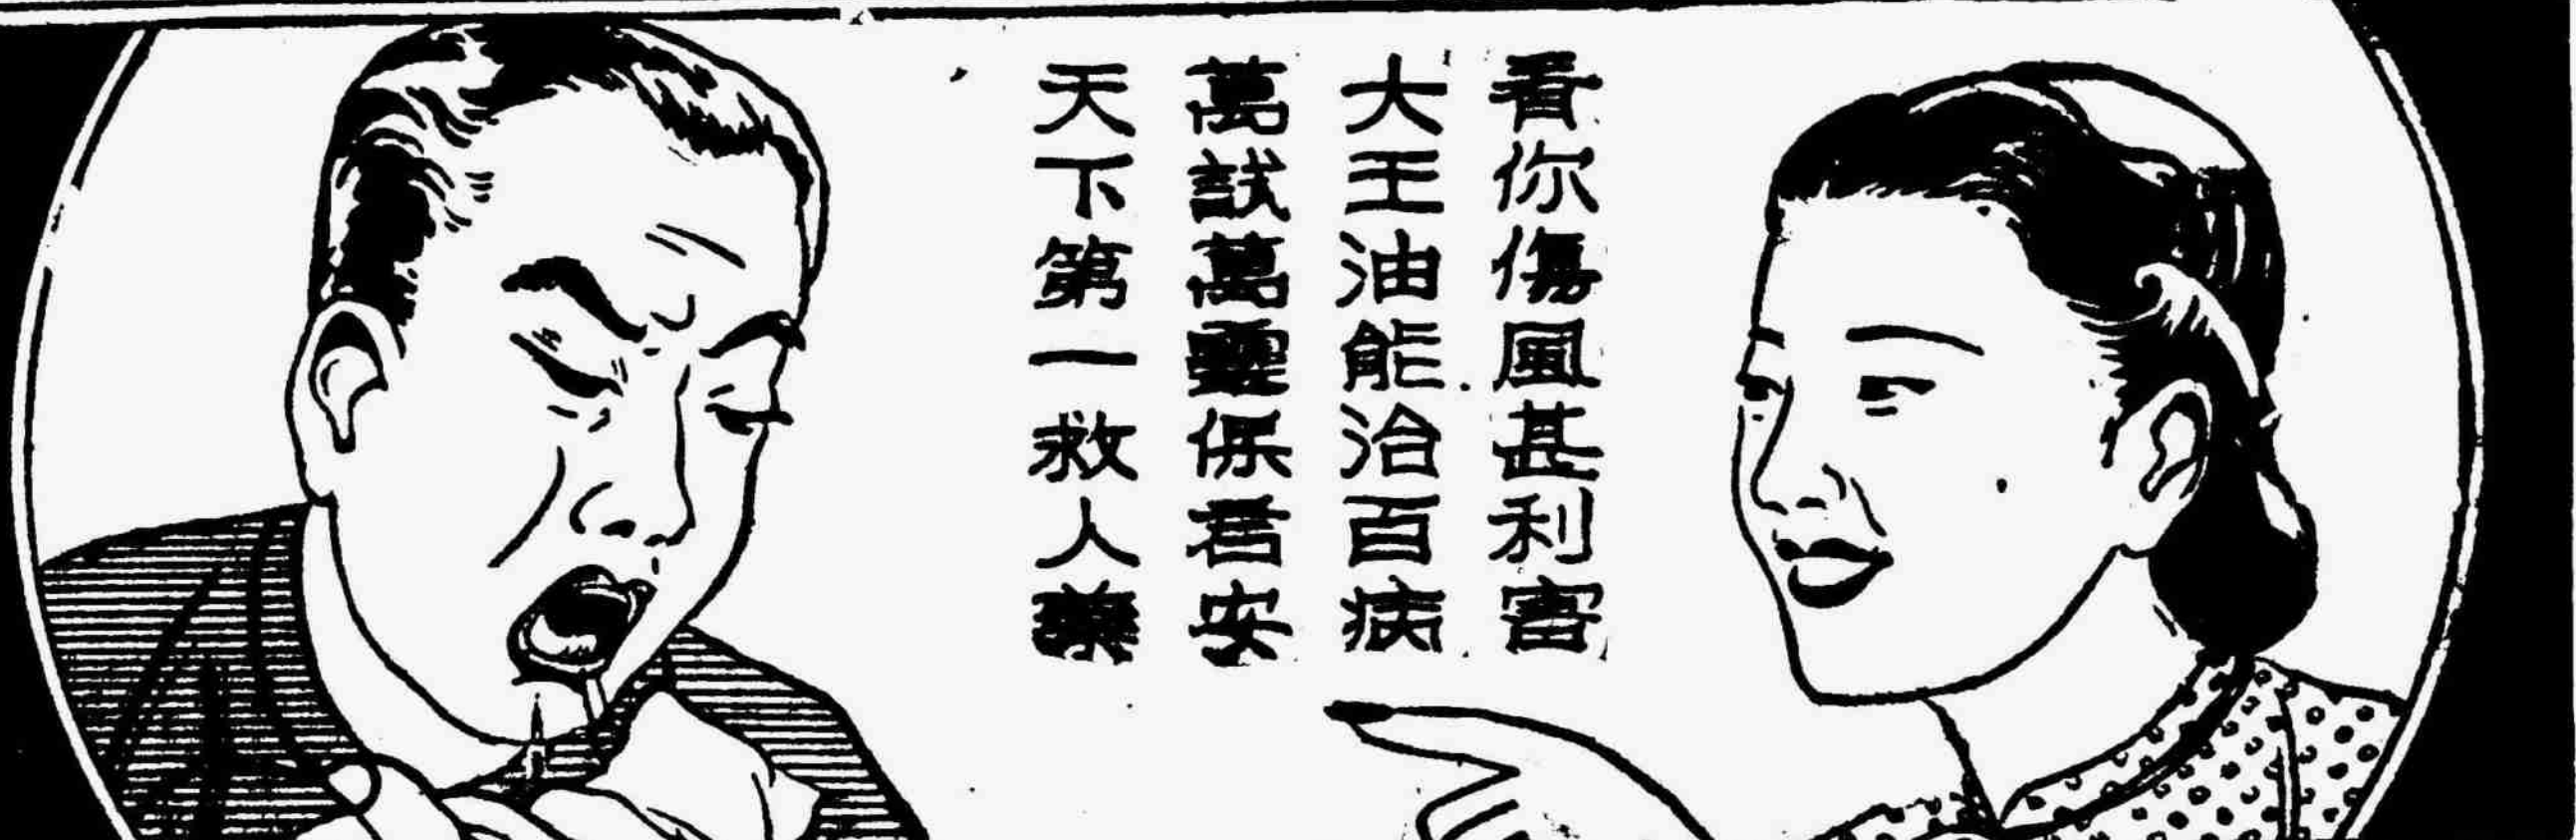 看你傷風甚利害
大王油能治百病
萬試萬靈保君安
天下第一救人藥